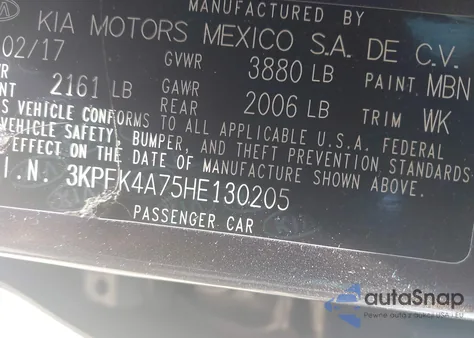 MANUFACTURED BY
KIA MOTORS MEXICO S.A. DE C.V.
02/17 GVWR 3880 LB PAINT MBN
2161 LB GAWR REAR 2006 LB TRIM WK
VEHICLE CONFORMS TO ALL APPLICABLE U.S.A. FEDERAL
VEHICLE SAFETY, BUMPER, AND THEFT PREVENTION STANDARDS
EFFECT ON THE DATE OF MANUFACTURE SHOWN ABOVE.
I.N. 3KPFK4A75HE130205
PASSENGER CAR
autaSnap